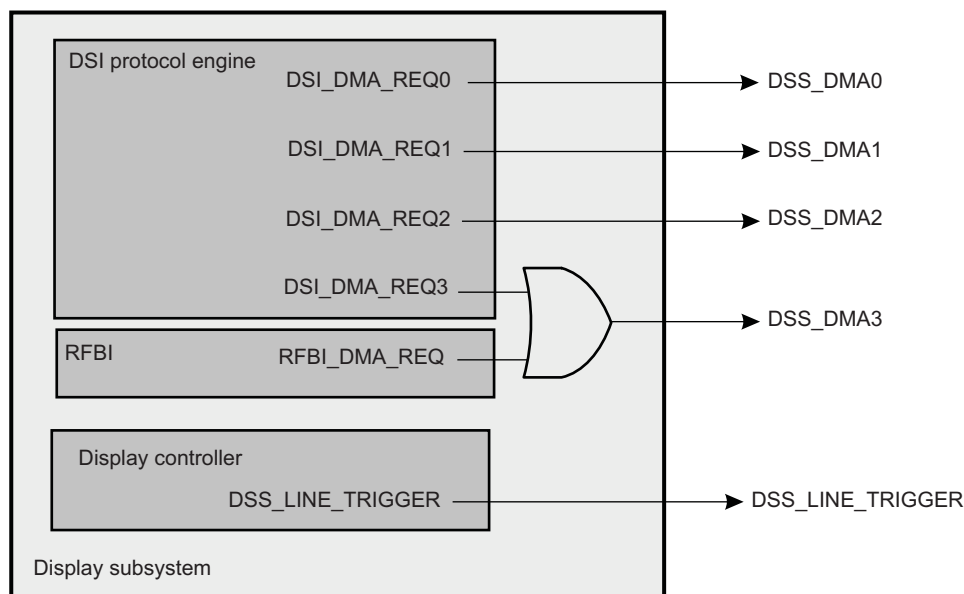 DSI protocol engine
DSI_DMA_REQ0
DSS_DMA0
DSI_DMA_REQ1
DSS_DMA1
DSI_DMA_REQ2
DSS_DMA2
DSI_DMA_REQ3
DSS_DMA3
RFBI
RFBI_DMA_REQ
Display controller
DSS_LINE_TRIGGER
DSS_LINE_TRIGGER
Display subsystem